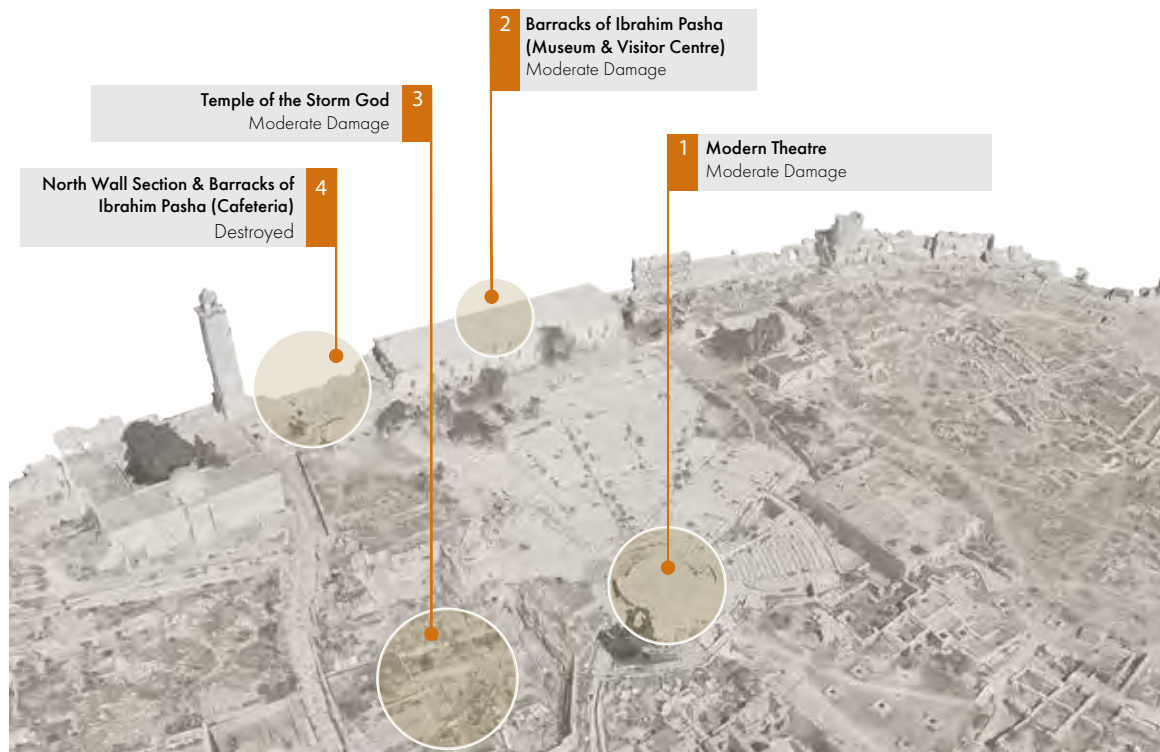 2
Barracks of Ibrahim Pasha
(Museum & Visitor Centre)
Moderate Damage
Temple of the Storm God
Moderate Damage
3
1
Modern Theatre
Moderate Damage
North Wall Section & Barracks of
Ibrahim Pasha (Cafeteria)
Destroyed
4